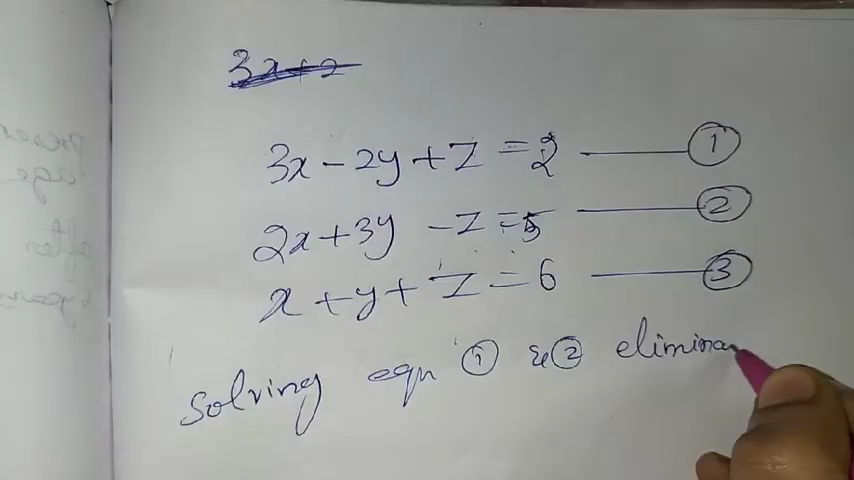 3x+2
3x - 2y + z = 2 ——— ①
2x + 3y - z = 5 ——— ②
x + y + z = 6 ——— ③
Solving eqn ① & ② elimina